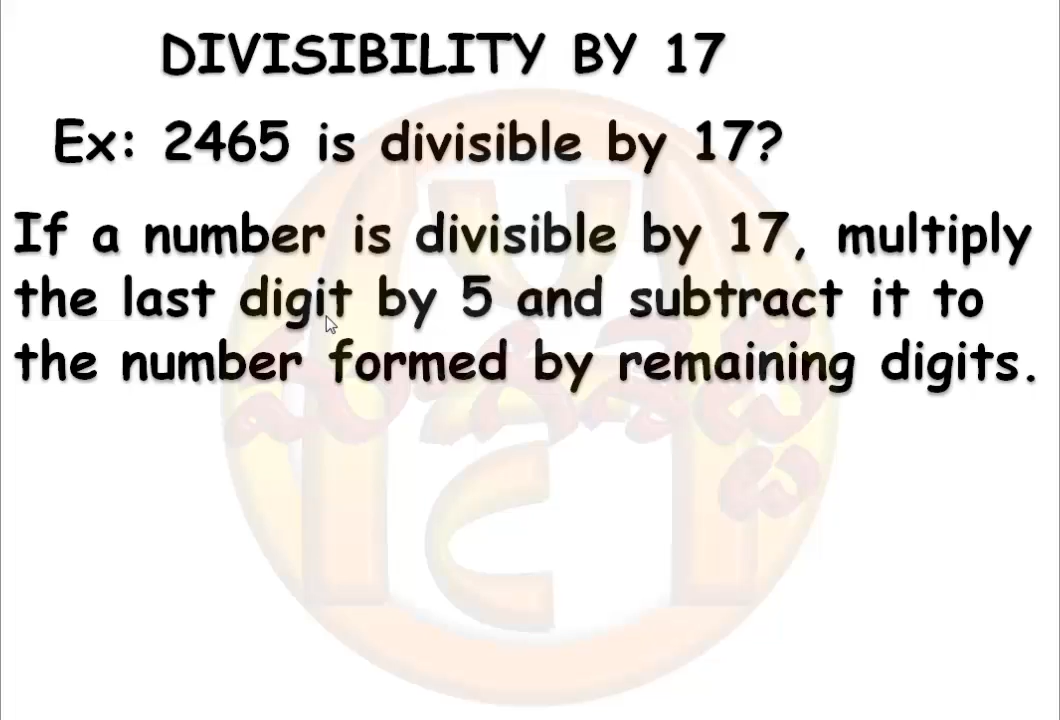 DIVISIBILITY BY 17
Ex: 2465 is divisible by 17?
If a number is divisible by 17, multiply
the last digit by 5 and subtract it to
the number formed by remaining digits.